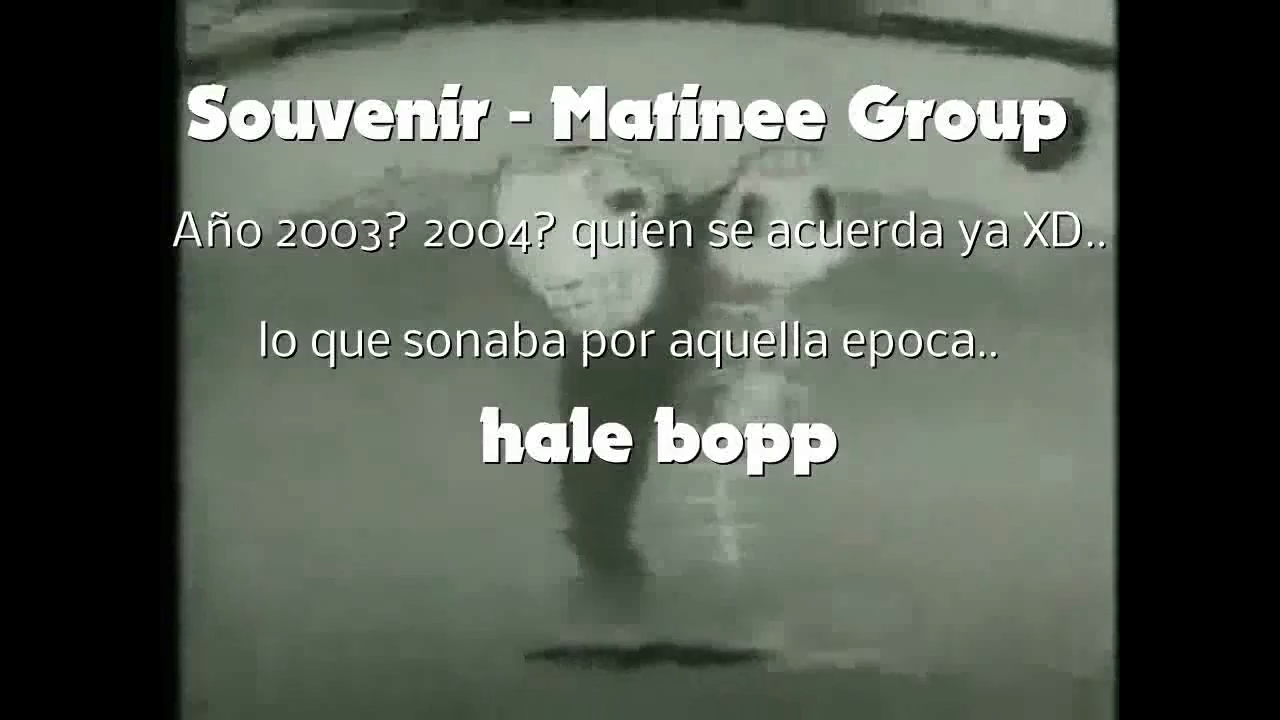 Souvenir - Matinee Group
Año 2003? 2004? quien se acuerda ya XD..
lo que sonaba por aquella epoca..
hale bopp